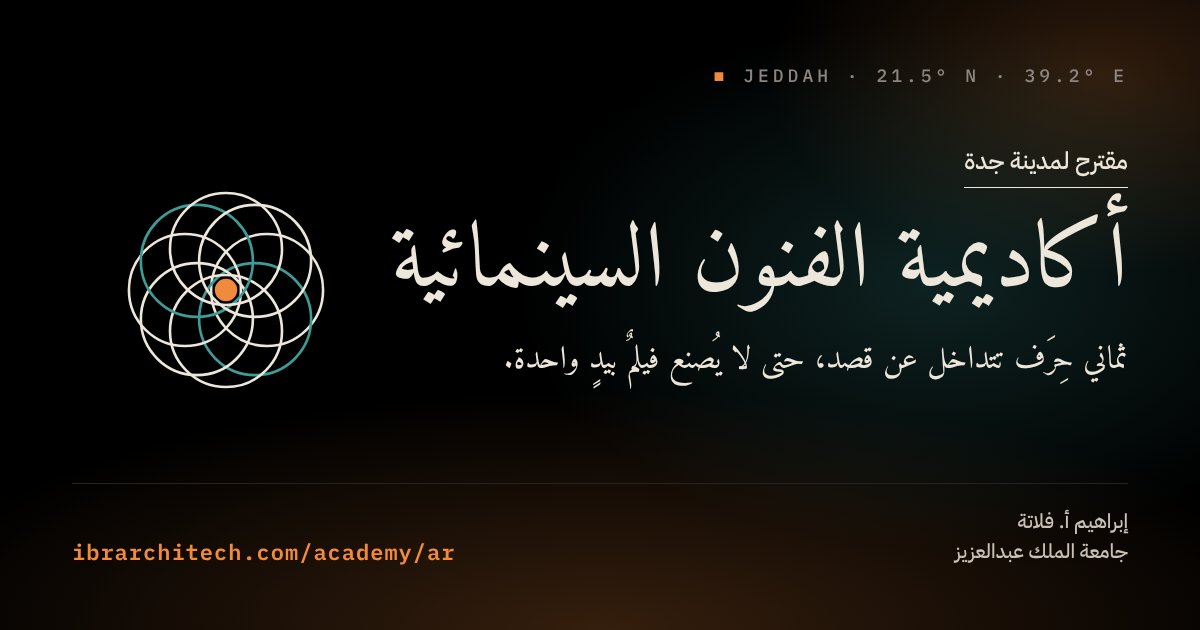 JEDDAH · 21.5° N · 39.2° E
مقترح لمدينة جدة
أكاديمية الفنون السينمائية
ثماني حِرَف تتداخل عن قصد، حتى لا يُصنع فيلمٌ بيدٍ واحدة.
إبراهيم أ. فلاتة
جامعة الملك عبدالعزيز
ibrarchitech.com/academy/ar